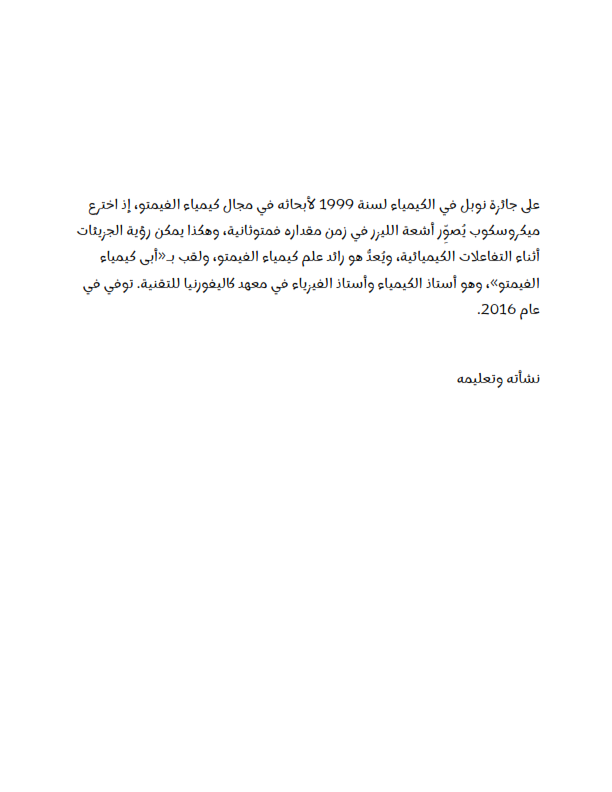 على جائزة نوبل في الكيمياء لسنة 1999 لأبحاثه في مجال كيمياء الفيمتو، إذ اخترع
ميكروسكوب يُصوِّر أشعة الليزر في زمن مقداره فمتوثانية، وهكذا يمكن رؤية الجزيئات
أثناء التفاعلات الكيميائية، ويُعدُّ هو رائد علم كيمياء الفيمتو، ولقب بـ«أبى كيمياء
الفيمتو»، وهو أستاذ الكيمياء وأستاذ الفيزياء في معهد كاليفورنيا للتقنية. توفي في
عام 2016.
نشأته وتعليمه